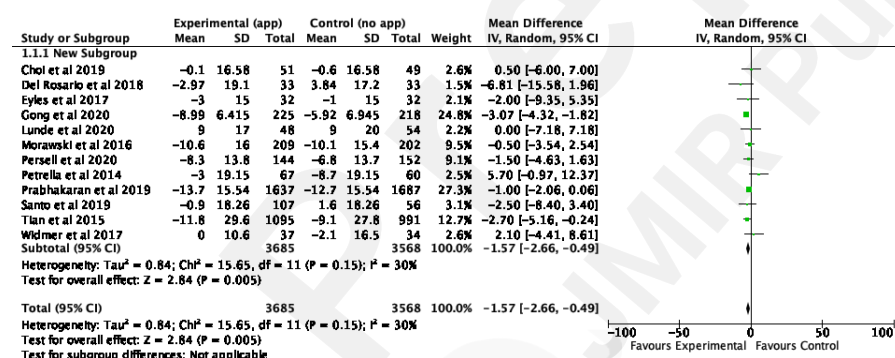 Experimental (app) Control (no app) Mean Difference Mean Difference
Study or Subgroup Mean SD Total Mean SD Total Weight IV, Random, 95% CI IV, Random, 95% CI
1.1.1 New Subgroup
Choi et al 2019 −0.1 16.58 51 −0.6 16.58 49 2.6% 0.50 [−6.00, 7.00]
Del Rosario et al 2018 −2.97 19.1 33 3.84 17.2 33 1.5% −6.81 [−15.58, 1.96]
Eyles et al 2017 −3 15 32 −1 15 32 2.1% −2.00 [−9.35, 5.35]
Gong et al 2020 −8.99 6.415 225 −5.92 6.945 218 24.8% −3.07 [−4.32, −1.82]
Lunde et al 2020 9 17 48 9 20 54 2.2% 0.00 [−7.18, 7.18]
Morawski et al 2016 −10.6 16 209 −10.1 15.4 202 9.5% −0.50 [−3.54, 2.54]
Persell et al 2020 −8.3 13.8 144 −6.8 13.7 152 9.1% −1.50 [−4.63, 1.63]
Petrella et al 2014 −3 19.15 67 −8.7 19.15 60 2.5% 5.70 [−0.97, 12.37]
Prabhakaran et al 2019 −13.7 15.54 1637 −12.7 15.54 1687 27.3% −1.00 [−2.06, 0.06]
Santo et al 2019 −0.9 18.26 107 1.6 18.26 56 3.1% −2.50 [−8.40, 3.40]
Tian et al 2015 −11.8 29.6 1095 −9.1 27.8 991 12.7% −2.70 [−5.16, −0.24]
Widmer et al 2017 0 10.6 37 −2.1 16.5 34 2.6% 2.10 [−4.41, 8.61]
Subtotal (95% CI) 3685 3568 100.0% −1.57 [−2.66, −0.49]
Heterogeneity: Tau² = 0.84; Chi² = 15.65, df = 11 (P = 0.15); I² = 30%
Test for overall effect: Z = 2.84 (P = 0.005)
Total (95% CI) 3685 3568 100.0% −1.57 [−2.66, −0.49]
Heterogeneity: Tau² = 0.84; Chi² = 15.65, df = 11 (P = 0.15); I² = 30%
Test for overall effect: Z = 2.84 (P = 0.005)
Test for subgroup differences: Not applicable
−100 −50 0 50 100
Favours Experimental Favours Control
JMIR Pu